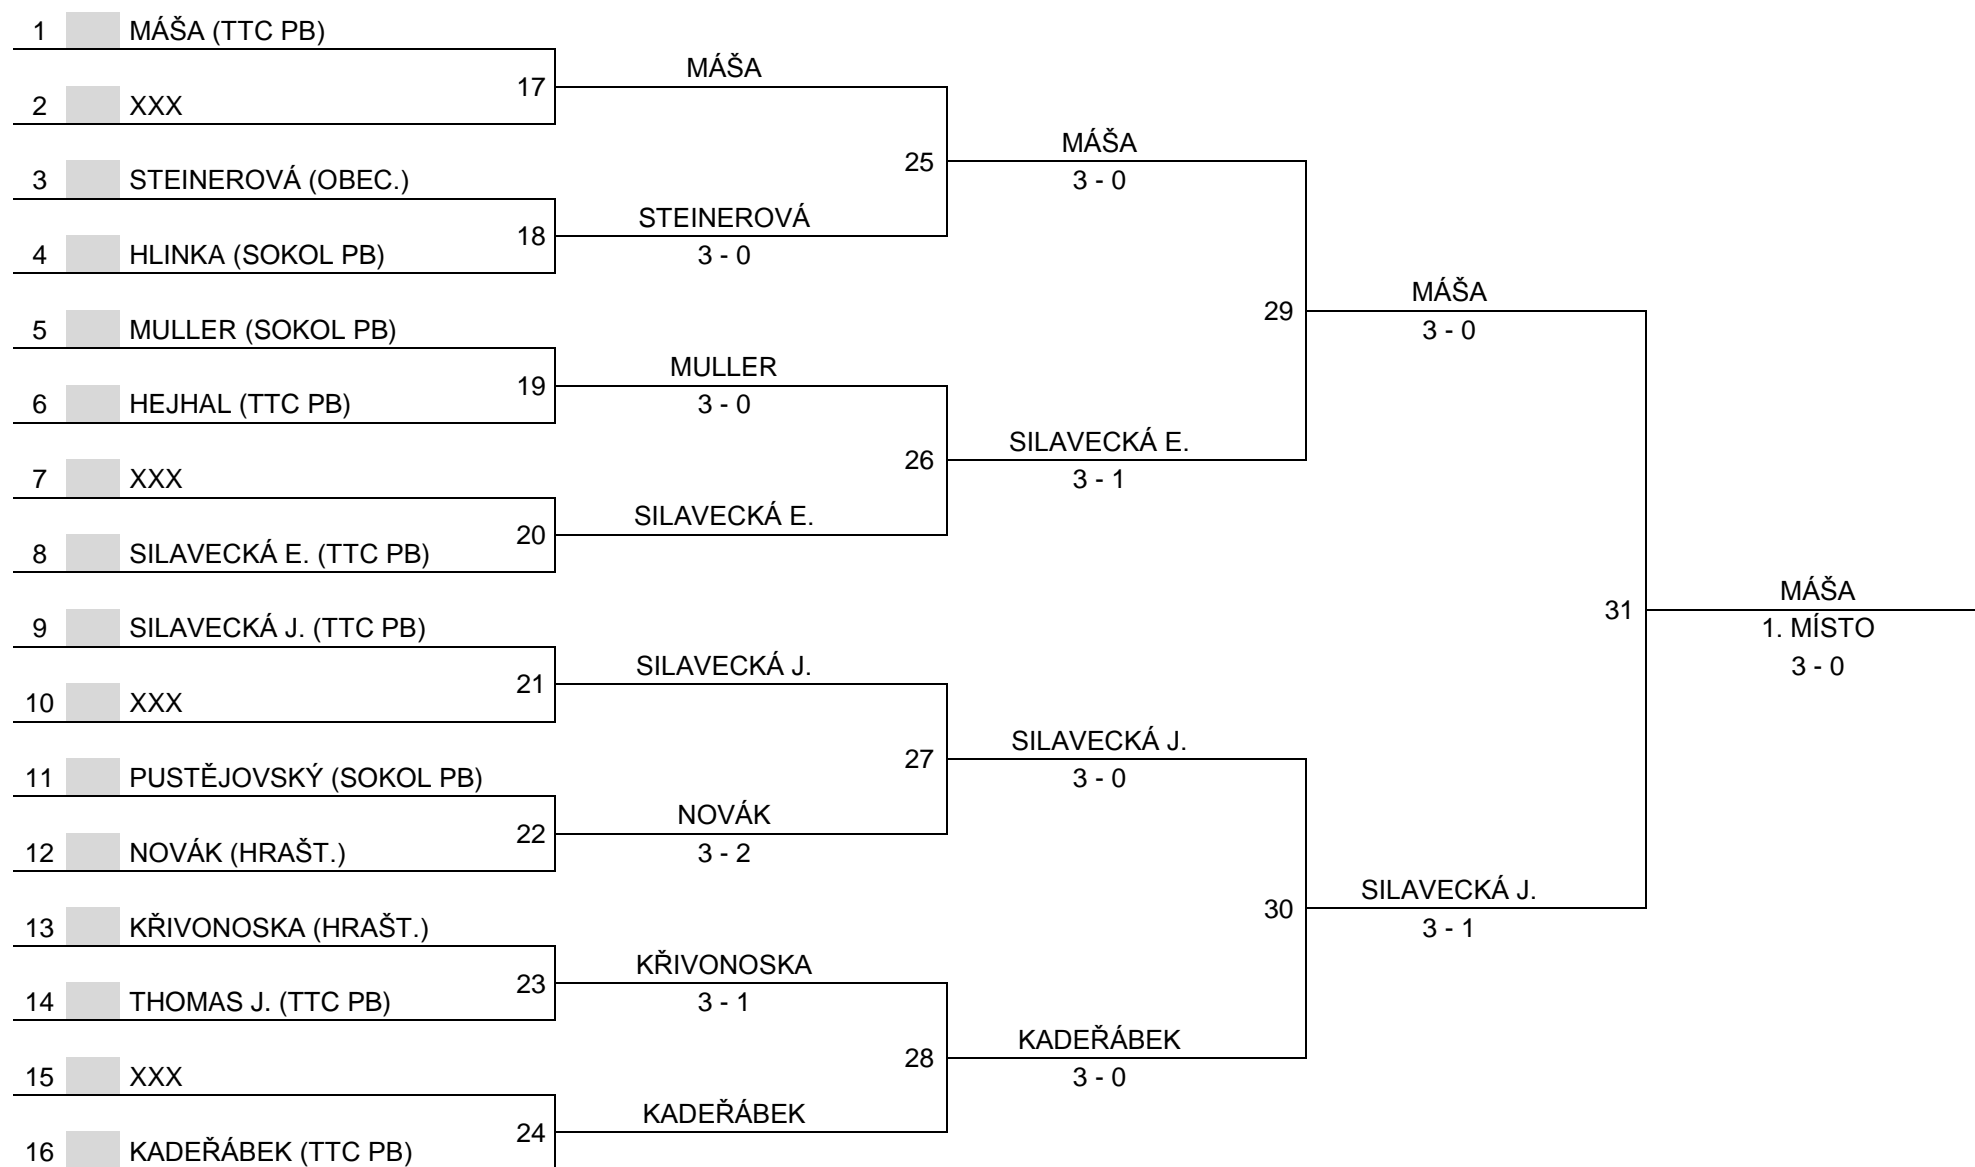 1 MÁŠA (TTC PB)
MÁŠA
17
2 XXX
MÁŠA
25
3 STEINEROVÁ (OBEC.)
3 - 0
STEINEROVÁ
18
4 HLINKA (SOKOL PB)
3 - 0
MÁŠA
29
5 MULLER (SOKOL PB)
3 - 0
MULLER
19
6 HEJHAL (TTC PB)
3 - 0
SILAVECKÁ E.
26
7 XXX
3 - 1
SILAVECKÁ E.
20
8 SILAVECKÁ E. (TTC PB)
MÁŠA
31
9 SILAVECKÁ J. (TTC PB)
1. MÍSTO
SILAVECKÁ J.
3 - 0
21
10 XXX
SILAVECKÁ J.
27
11 PUSTĚJOVSKÝ (SOKOL PB)
3 - 0
NOVÁK
22
12 NOVÁK (HRAŠT.)
3 - 2
SILAVECKÁ J.
30
13 KŘIVONOSKA (HRAŠT.)
3 - 1
KŘIVONOSKA
23
14 THOMAS J. (TTC PB)
3 - 1
KADEŘÁBEK
28
15 XXX
3 - 0
KADEŘÁBEK
24
16 KADEŘÁBEK (TTC PB)